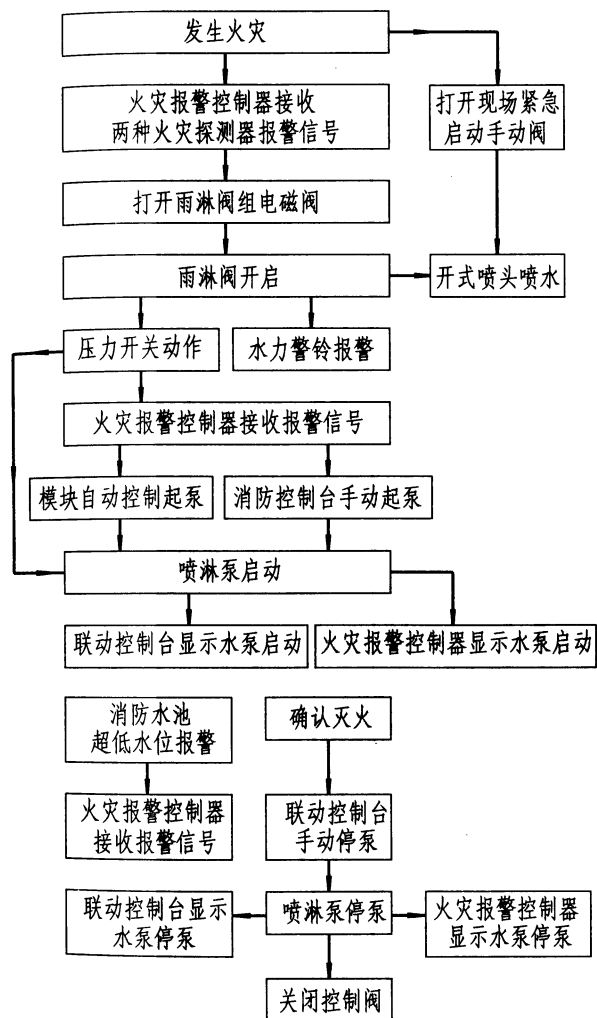 发生火灾
火灾报警控制器接收
两种火灾探测器报警信号
打开现场紧急
启动手动阀
打开雨淋阀组电磁阀
雨淋阀开启
开式喷头喷水
压力开关动作
水力警铃报警
火灾报警控制器接收报警信号
模块自动控制起泵
消防控制台手动起泵
喷淋泵启动
联动控制台显示水泵启动
火灾报警控制器显示水泵启动
消防水池
超低水位报警
确认灭火
火灾报警控制器
接收报警信号
联动控制台
手动停泵
联动控制台显示
水泵停泵
喷淋泵停泵
火灾报警控制器
显示水泵停泵
关闭控制阀